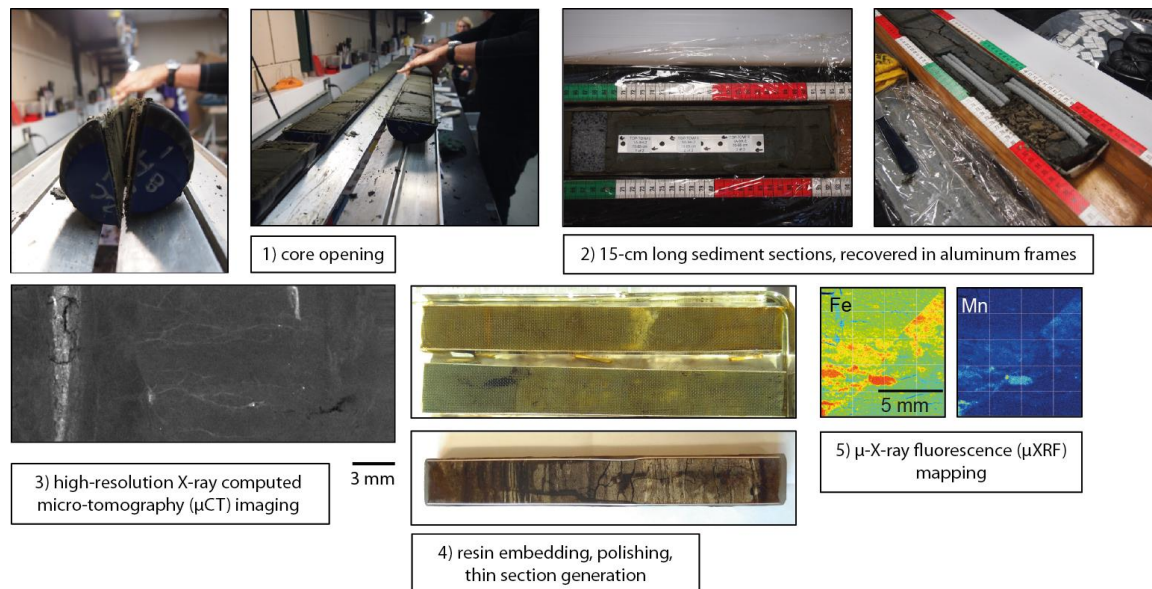 1) core opening
2) 15-cm long sediment sections, recovered in aluminum frames
3) high-resolution X-ray computed
micro-tomography (μCT) imaging
3 mm
4) resin embedding, polishing,
thin section generation
Fe
Mn
5 mm
5) μ-X-ray fluorescence (μXRF)
mapping